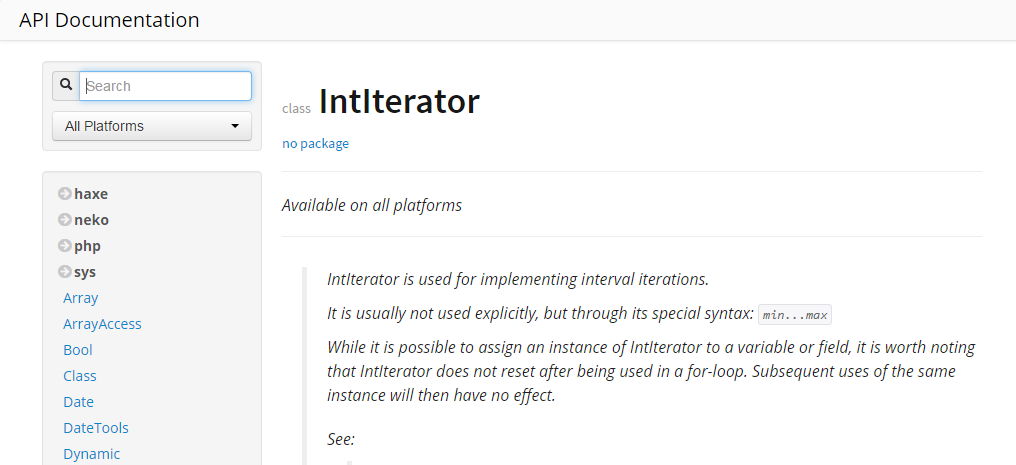 API Documentation
Search
All Platforms
haxe
neko
php
sys
Array
ArrayAccess
Bool
Class
Date
DateTools
Dynamic
class IntIterator
no package
Available on all platforms
IntIterator is used for implementing interval iterations.
It is usually not used explicitly, but through its special syntax: min...max
While it is possible to assign an instance of IntIterator to a variable or field, it is worth noting
that IntIterator does not reset after being used in a for-loop. Subsequent uses of the same
instance will then have no effect.
See: